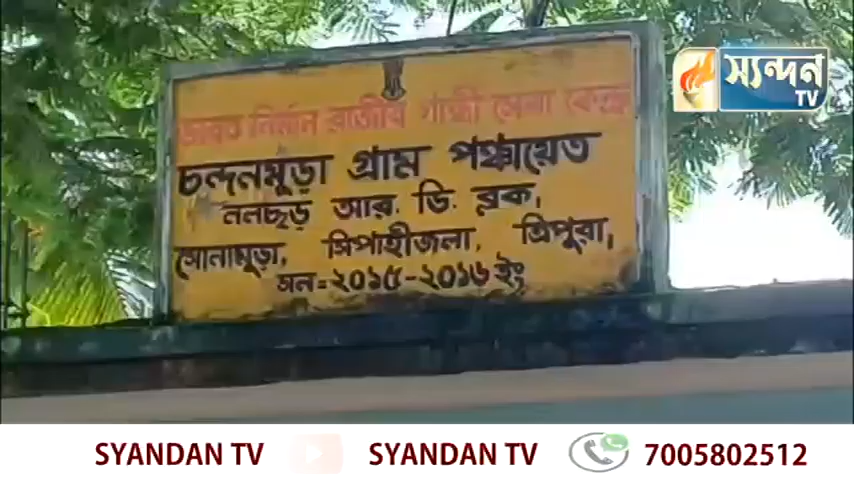 স্যন্দন
TV
ভারত নির্মান রাজীব গান্ধী সেবা কেন্দ্র
চন্দনমুড়া গ্রাম পঞ্চায়েত
নলছড় আর. ডি. ব্লক,
সোনামুড়া, সিপাহীজলা, ত্রিপুরা,
সন=২০১৫-২০১৬ ইং
SYANDAN TV SYANDAN TV 7005802512